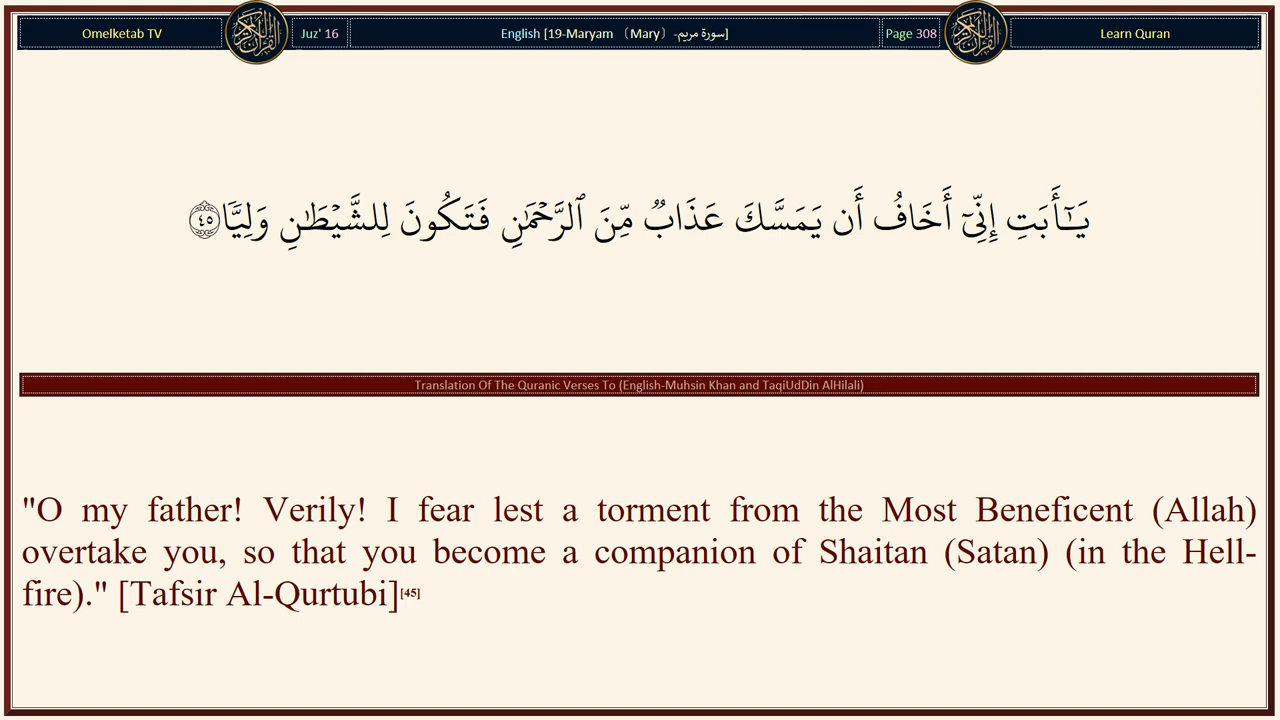 Omelketab TV
Juz' 16
English [19-Maryam 〔Mary〕 -سورة مريم]
Page 308
Learn Quran
يَـٰٓأَبَتِ إِنِّىٓ أَخَافُ أَن يَمَسَّكَ عَذَابٌ مِّنَ ٱلرَّحْمَـٰنِ فَتَكُونَ لِلشَّيْطَـٰنِ وَلِيًّا ٤٥
Translation Of The Quranic Verses To (English-Muhsin Khan and TaqiUdDin AlHilali)
"O my father! Verily! I fear lest a torment from the Most Beneficent (Allah)
overtake you, so that you become a companion of Shaitan (Satan) (in the Hell-
fire)." [Tafsir Al-Qurtubi][45]